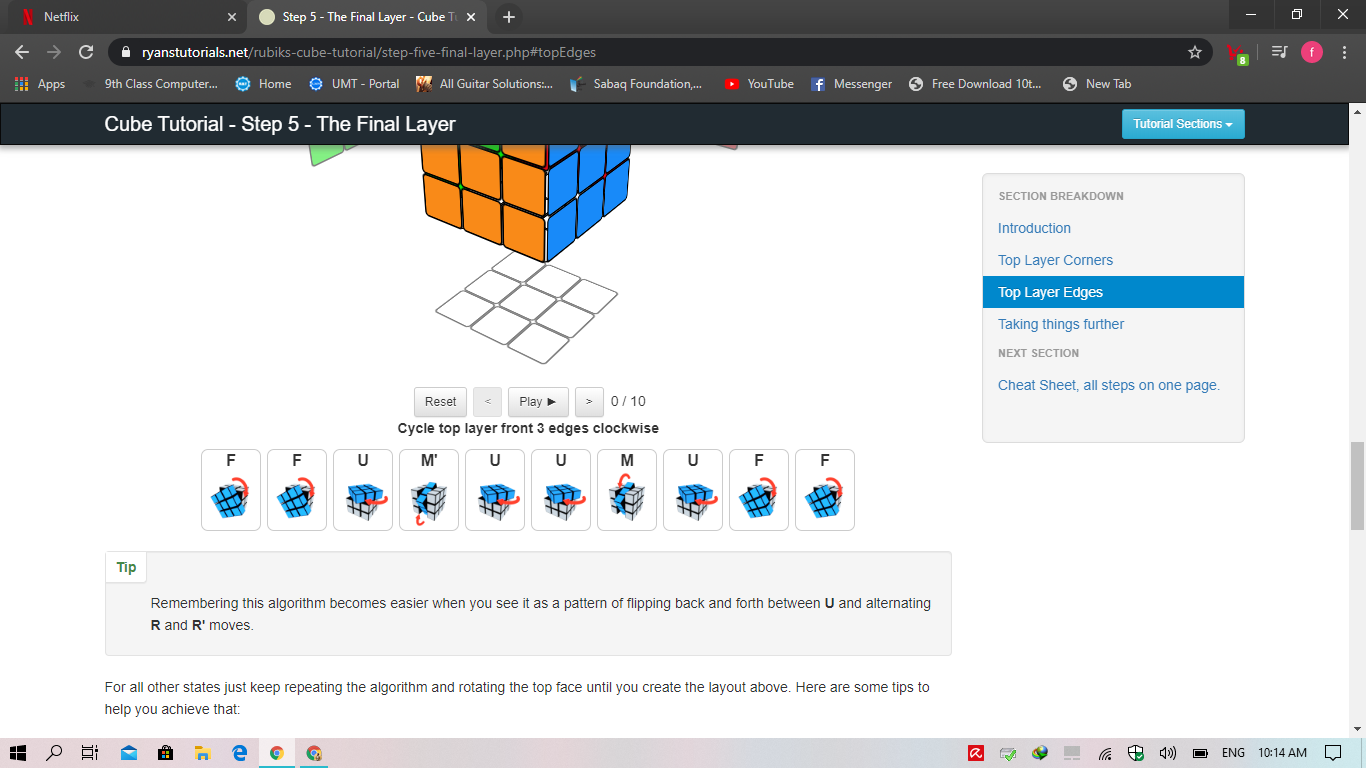 Netflix
Step 5 - The Final Layer - Cube Tu
ryanstutorials.net/rubiks-cube-tutorial/step-five-final-layer.php#topEdges
8
f
Apps 9th Class Computer... Home UMT - Portal All Guitar Solutions:... Sabaq Foundation,... YouTube Messenger Free Download 10t... New Tab
Cube Tutorial - Step 5 - The Final Layer
Tutorial Sections
SECTION BREAKDOWN
Introduction
Top Layer Corners
Top Layer Edges
Taking things further
NEXT SECTION
Cheat Sheet, all steps on one page.
Reset < Play ► > 0 / 10
Cycle top layer front 3 edges clockwise
F F U M' U U M U F F
Tip
Remembering this algorithm becomes easier when you see it as a pattern of flipping back and forth between U and alternating
R and R' moves.
For all other states just keep repeating the algorithm and rotating the top face until you create the layout above. Here are some tips to
help you achieve that:
ENG 10:14 AM